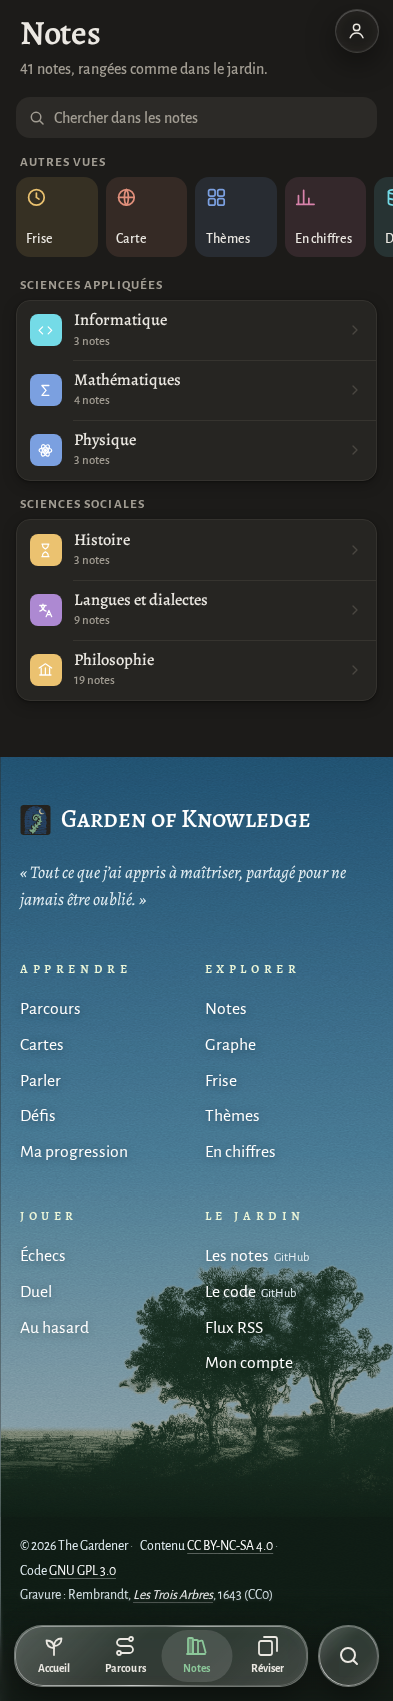 Notes
41 notes, rangées comme dans le jardin.
Chercher dans les notes
AUTRES VUES
Frise
Carte
Thèmes
En chiffres
D
SCIENCES APPLIQUÉES
Informatique
3 notes
Mathématiques
4 notes
Physique
3 notes
SCIENCES SOCIALES
Histoire
3 notes
Langues et dialectes
9 notes
Philosophie
19 notes
GARDEN OF KNOWLEDGE
« Tout ce que j'ai appris à maîtriser, partagé pour ne
jamais être oublié. »
APPRENDRE
Parcours
Cartes
Parler
Défis
Ma progression
EXPLORER
Notes
Graphe
Frise
Thèmes
En chiffres
JOUER
Échecs
Duel
Au hasard
LE JARDIN
Les notes GitHub
Le code GitHub
Flux RSS
Mon compte
© 2026 The Gardener · Contenu CC BY-NC-SA 4.0 ·
Code GNU GPL 3.0
Gravure : Rembrandt, Les Trois Arbres, 1643 (CC0)
Accueil
Parcours
Notes
Réviser